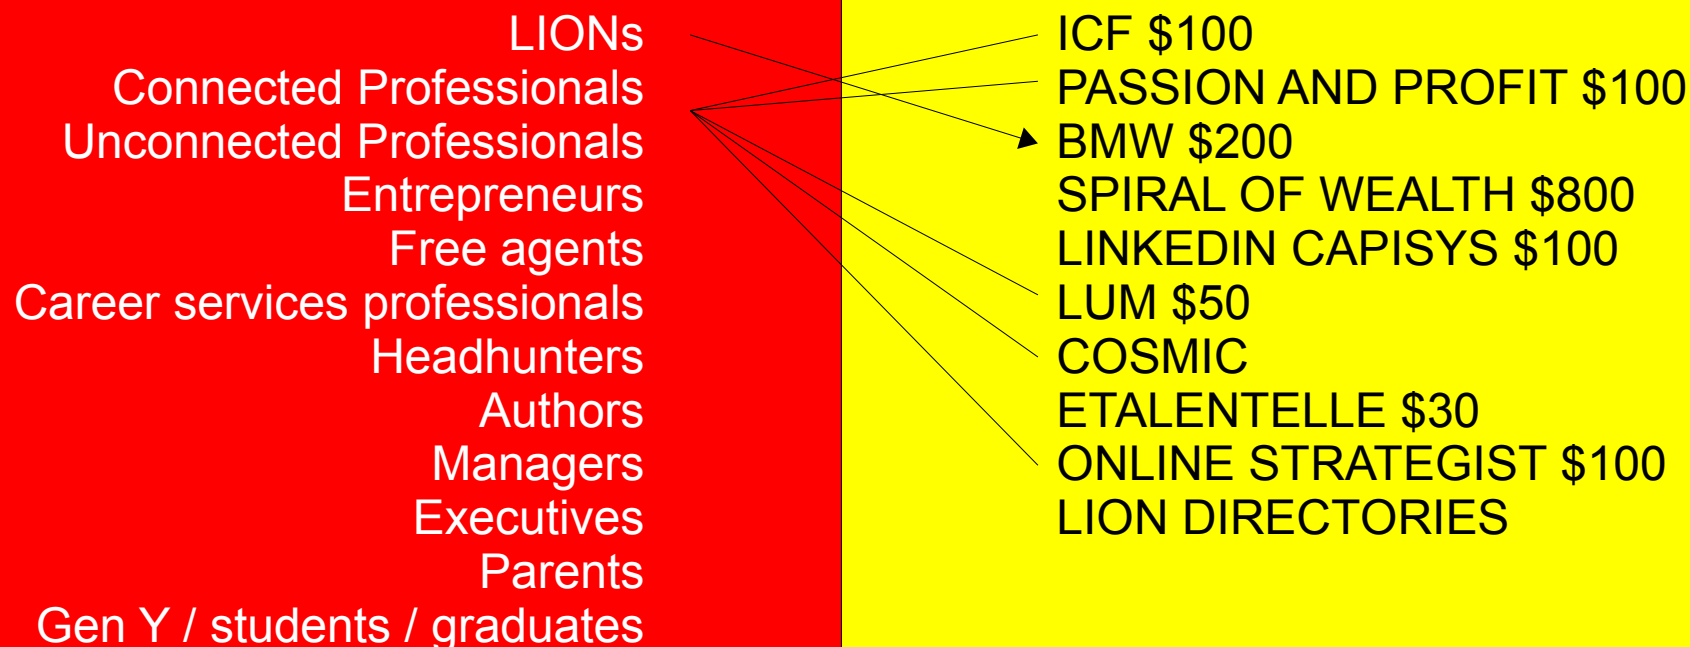 LIONs
Connected Professionals
Unconnected Professionals
Entrepreneurs
Free agents
Career services professionals
Headhunters
Authors
Managers
Executives
Parents
Gen Y / students / graduates
ICF $100
PASSION AND PROFIT $100
BMW $200
SPIRAL OF WEALTH $800
LINKEDIN CAPISYS $100
LUM $50
COSMIC
ETALENTELLE $30
ONLINE STRATEGIST $100
LION DIRECTORIES